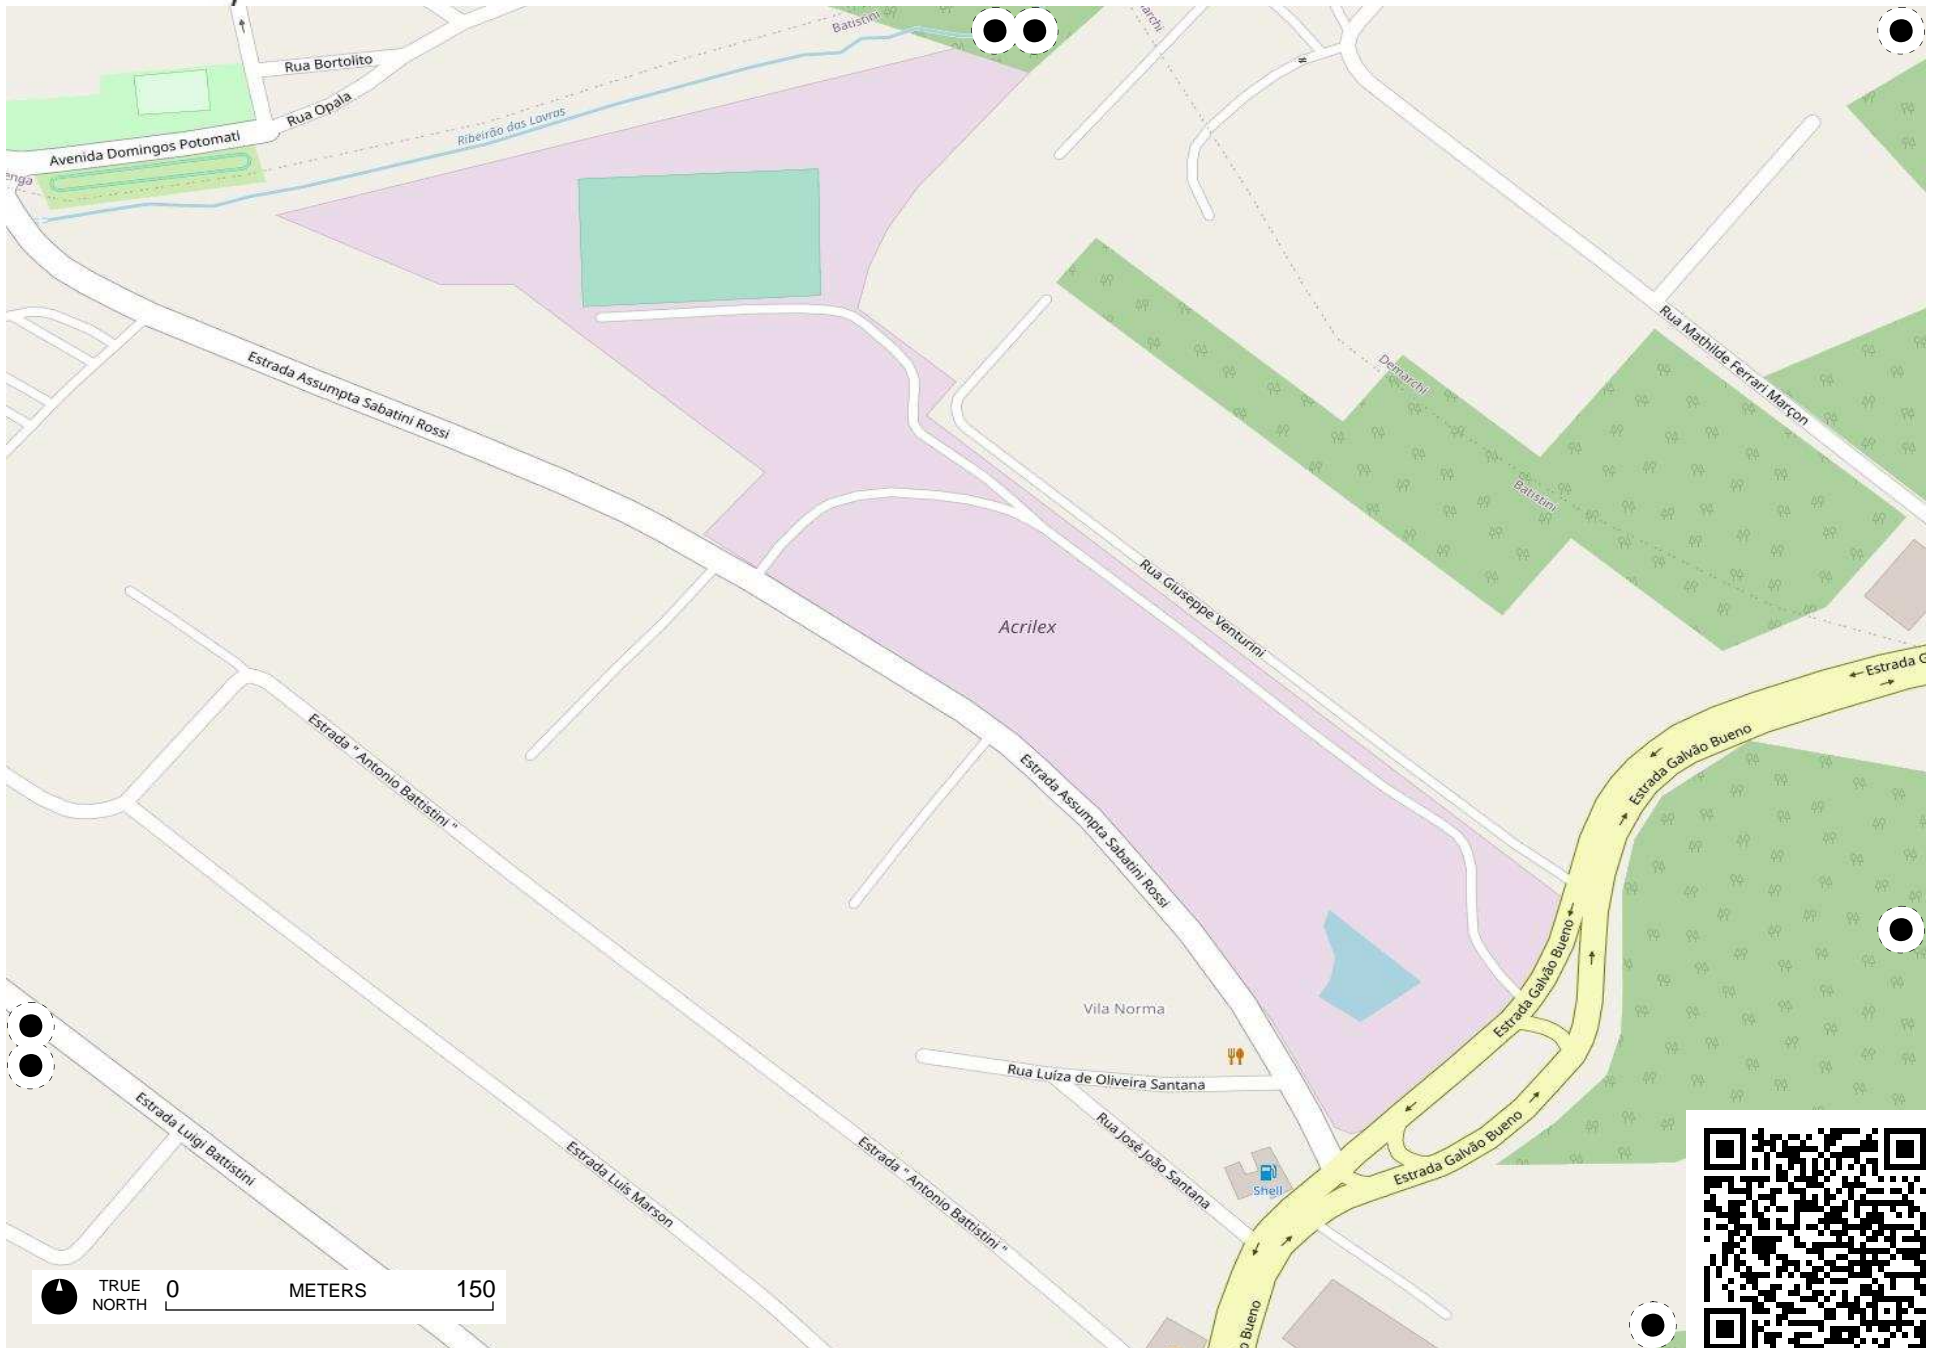 Rua Bortolito
Batistini
Rua Opala
Ribeirão das Lavras
Avenida Domingos Potomati
enga
Estrada Assumpta Sabatini Rossi
Rua Mathilde Ferrari Marçon
Demarchi
Batistini
Rua Giuseppe Venturini
Acrilex
Estrada G
Estrada Galvão Bueno
Estrada " Antonio Battistini "
Estrada Assumpta Sabatini Rossi
Estrada Galvão Bueno
Vila Norma
Rua Luíza de Oliveira Santana
Estrada Luigi Battistini
Rua José João Santana
Estrada Galvão Bueno
Estrada Luís Marson
Estrada " Antonio Battistini "
Shell
o Bueno
TRUE
NORTH
0 METERS 150